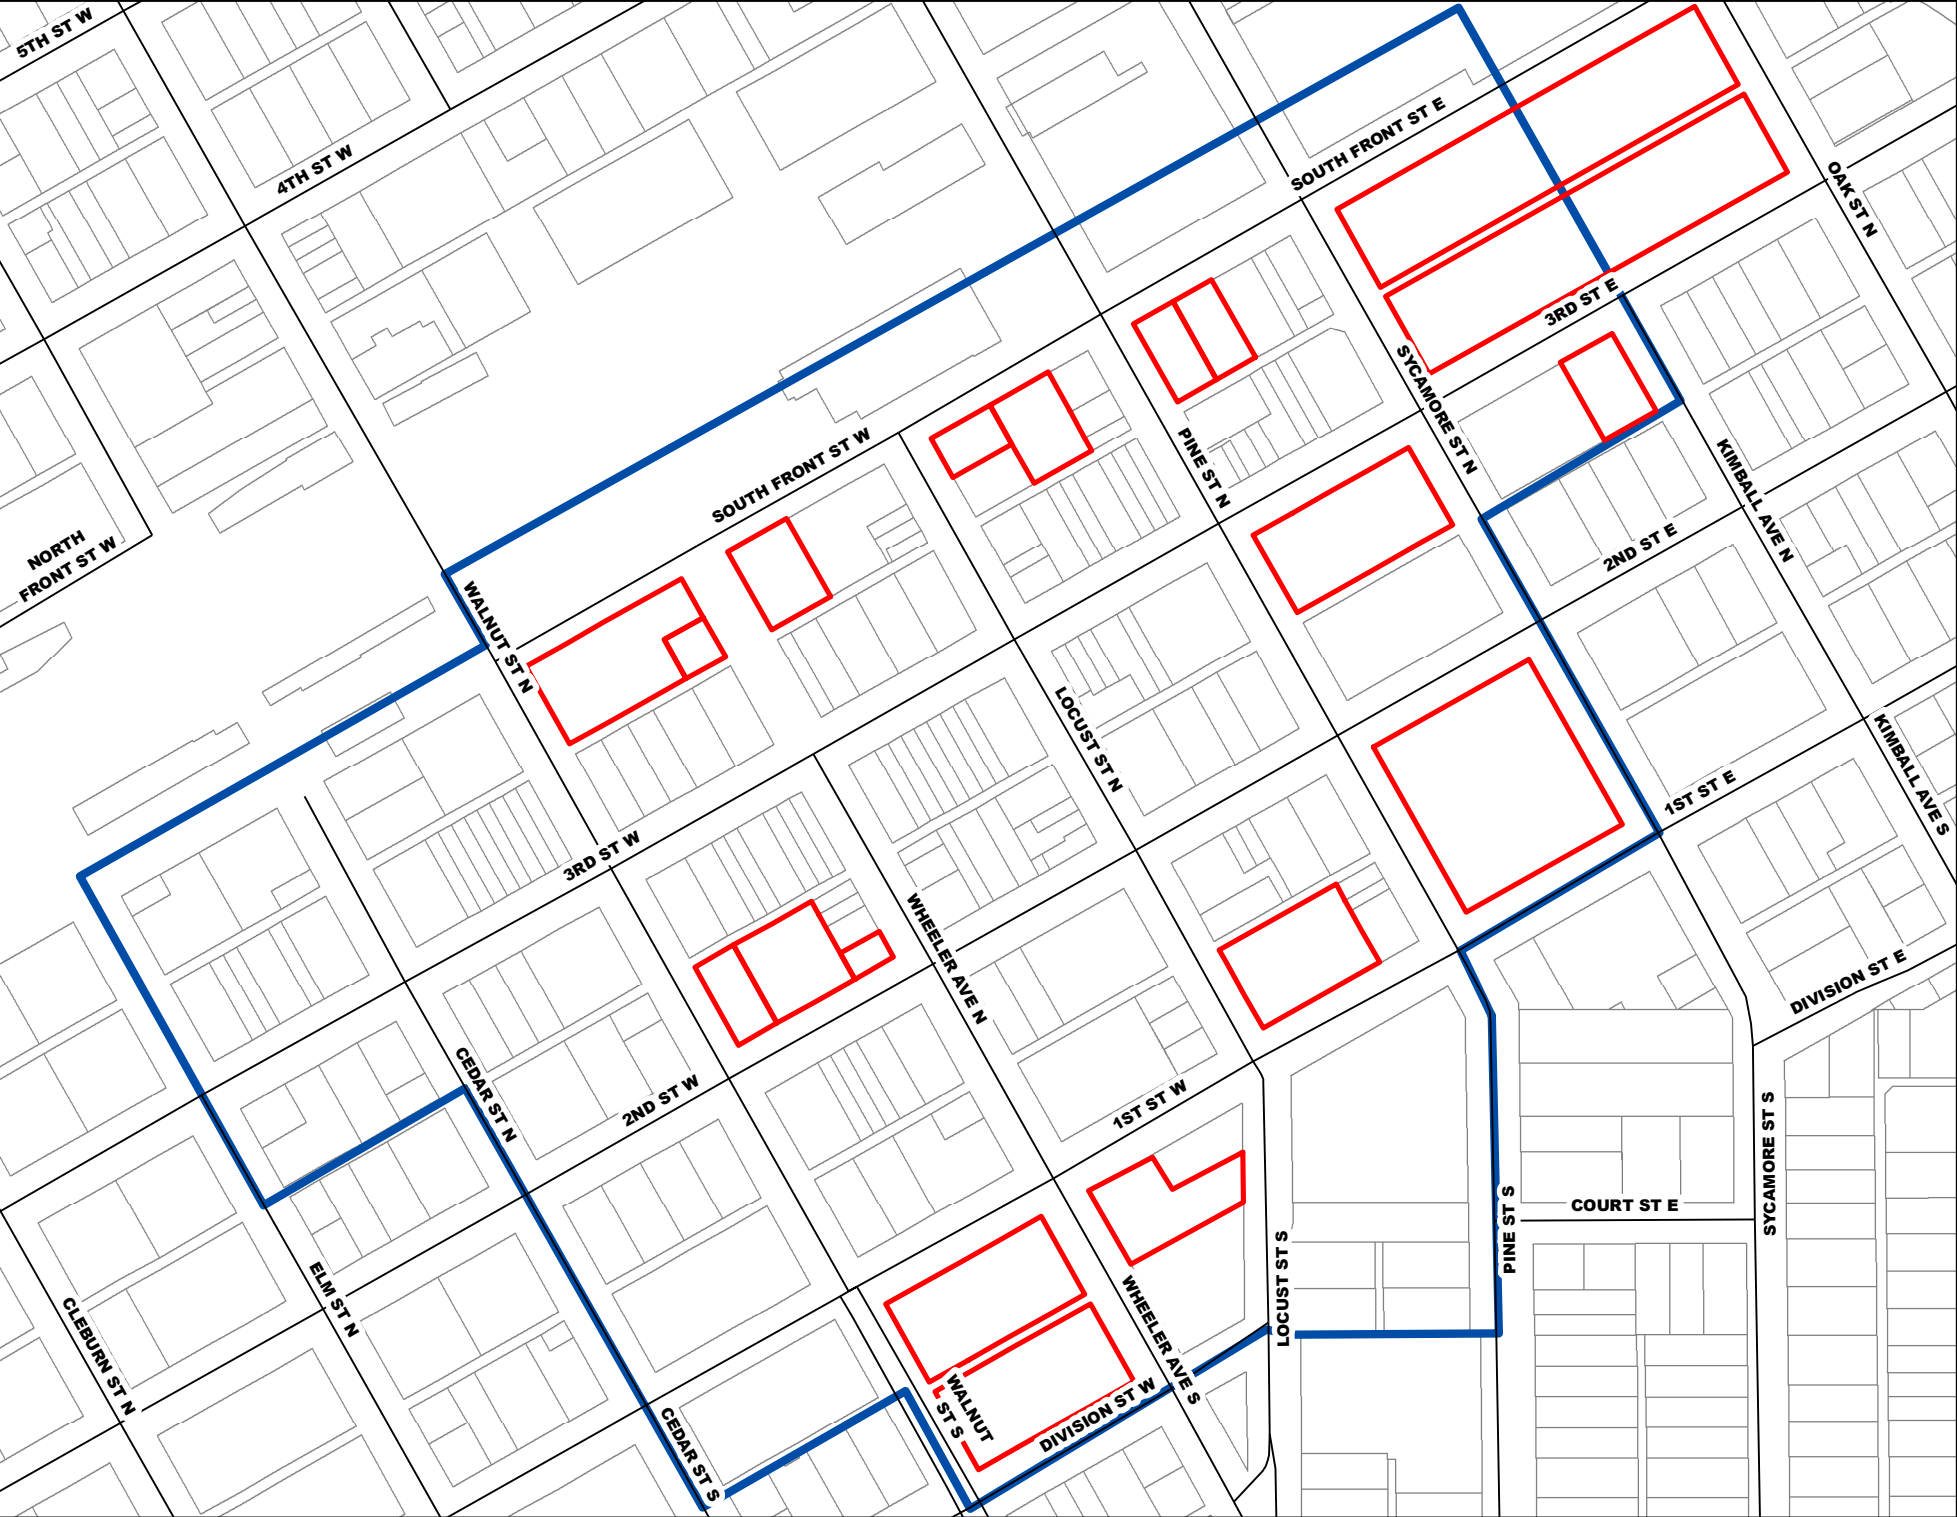 5TH ST W
4TH ST W
SOUTH FRONT ST E
OAK ST N
3RD ST E
SYCAMORE ST N
PINE ST N
KIMBALL AVE N
SOUTH FRONT ST W
2ND ST E
NORTH
FRONT ST W
WALNUT ST N
LOCUST ST N
KIMBALL AVE S
1ST ST E
3RD ST W
WHEELER AVE N
DIVISION ST E
CEDAR ST N
2ND ST W
1ST ST W
SYCAMORE ST S
COURT ST E
PINE ST S
LOCUST ST S
ELM ST N
CLEBURN ST N
WHEELER AVE S
WALNUT
ST S
DIVISION ST W
CEDAR ST S